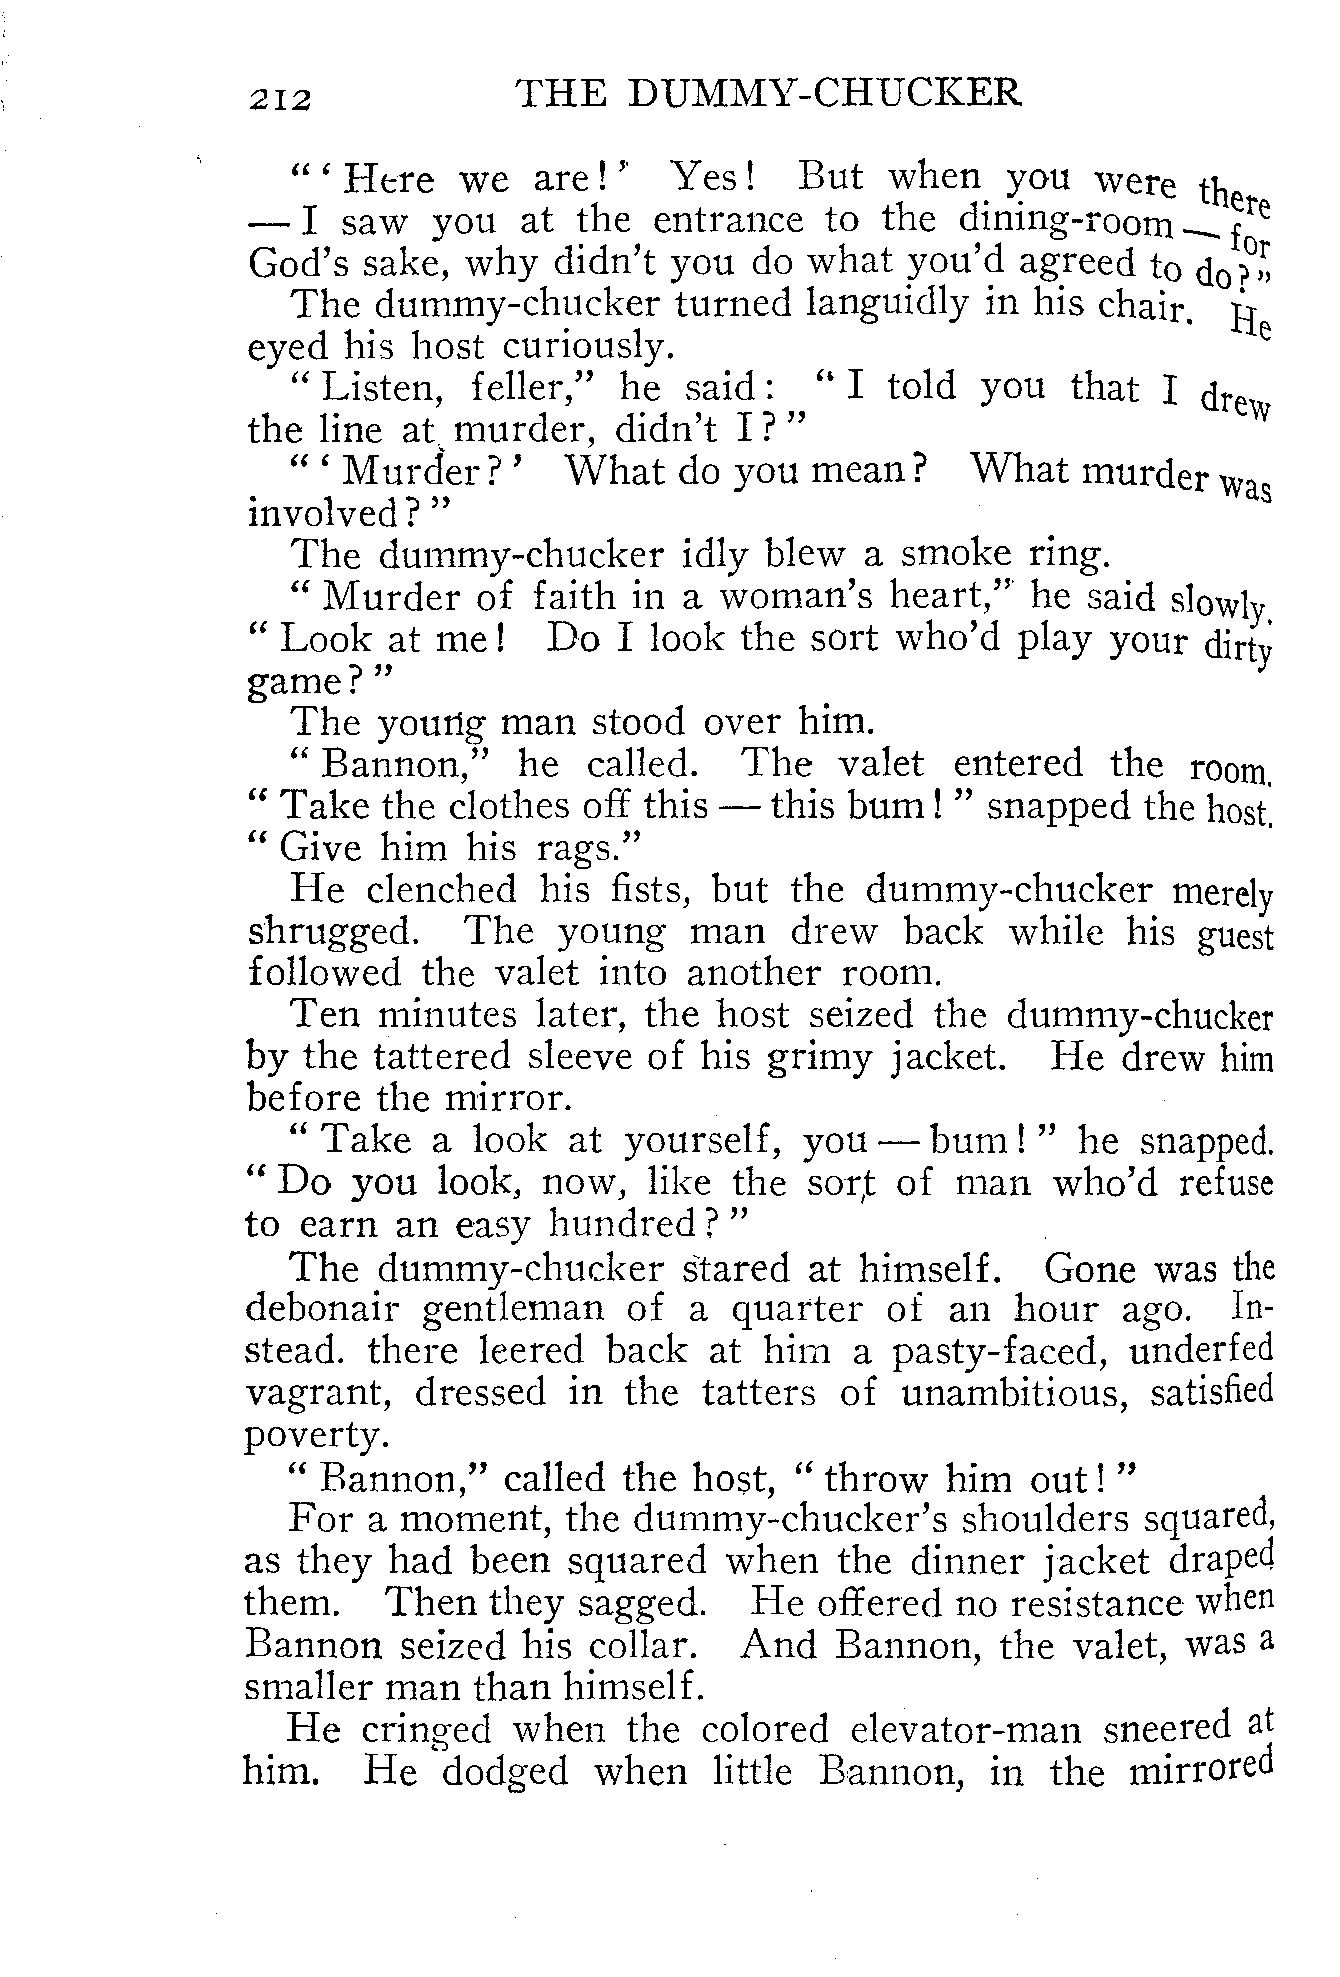 212 THE DUMMY-CHUCKER
“ ‘ Here we are! ’ Yes! But when you were there
— I saw you at the entrance to the dining-room — for
God’s sake, why didn’t you do what you’d agreed to do? ”
The dummy-chucker turned languidly in his chair. He
eyed his host curiously.
“ Listen, feller,” he said: “ I told you that I drew
the line at murder, didn’t I? ”
“ ‘ Murder? ’ What do you mean? What murder was
involved? ”
The dummy-chucker idly blew a smoke ring.
“ Murder of faith in a woman’s heart,” he said slowly.
“ Look at me! Do I look the sort who’d play your dirty
game? ”
The young man stood over him.
“ Bannon,” he called. The valet entered the room.
“ Take the clothes off this — this bum! ” snapped the host.
“ Give him his rags.”
He clenched his fists, but the dummy-chucker merely
shrugged. The young man drew back while his guest
followed the valet into another room.
Ten minutes later, the host seized the dummy-chucker
by the tattered sleeve of his grimy jacket. He drew him
before the mirror.
“ Take a look at yourself, you — bum! ” he snapped.
“ Do you look, now, like the sort of man who’d refuse
to earn an easy hundred? ”
The dummy-chucker stared at himself. Gone was the
debonair gentleman of a quarter of an hour ago. In-
stead. there leered back at him a pasty-faced, underfed
vagrant, dressed in the tatters of unambitious, satisfied
poverty.
“ Bannon,” called the host, “ throw him out! ”
For a moment, the dummy-chucker’s shoulders squared,
as they had been squared when the dinner jacket draped
them. Then they sagged. He offered no resistance when
Bannon seized his collar. And Bannon, the valet, was a
smaller man than himself.
He cringed when the colored elevator-man sneered at
him. He dodged when little Bannon, in the mirrored